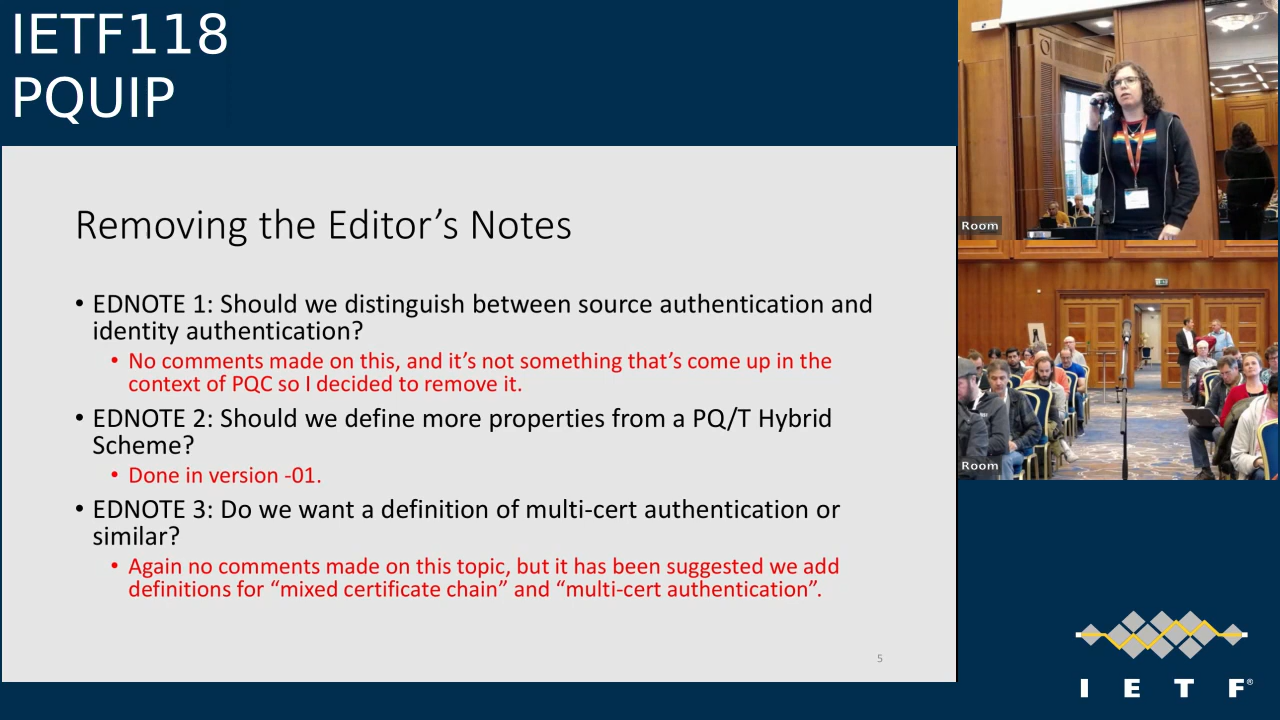 IETF118
PQUIP
Removing the Editor’s Notes
• EDNOTE 1: Should we distinguish between source authentication and
identity authentication?
• No comments made on this, and it’s not something that’s come up in the
context of PQC so I decided to remove it.
• EDNOTE 2: Should we define more properties from a PQ/T Hybrid
Scheme?
• Done in version -01.
• EDNOTE 3: Do we want a definition of multi-cert authentication or
similar?
• Again no comments made on this topic, but it has been suggested we add
definitions for “mixed certificate chain” and “multi-cert authentication”.
5
Room
Room
I E T F®